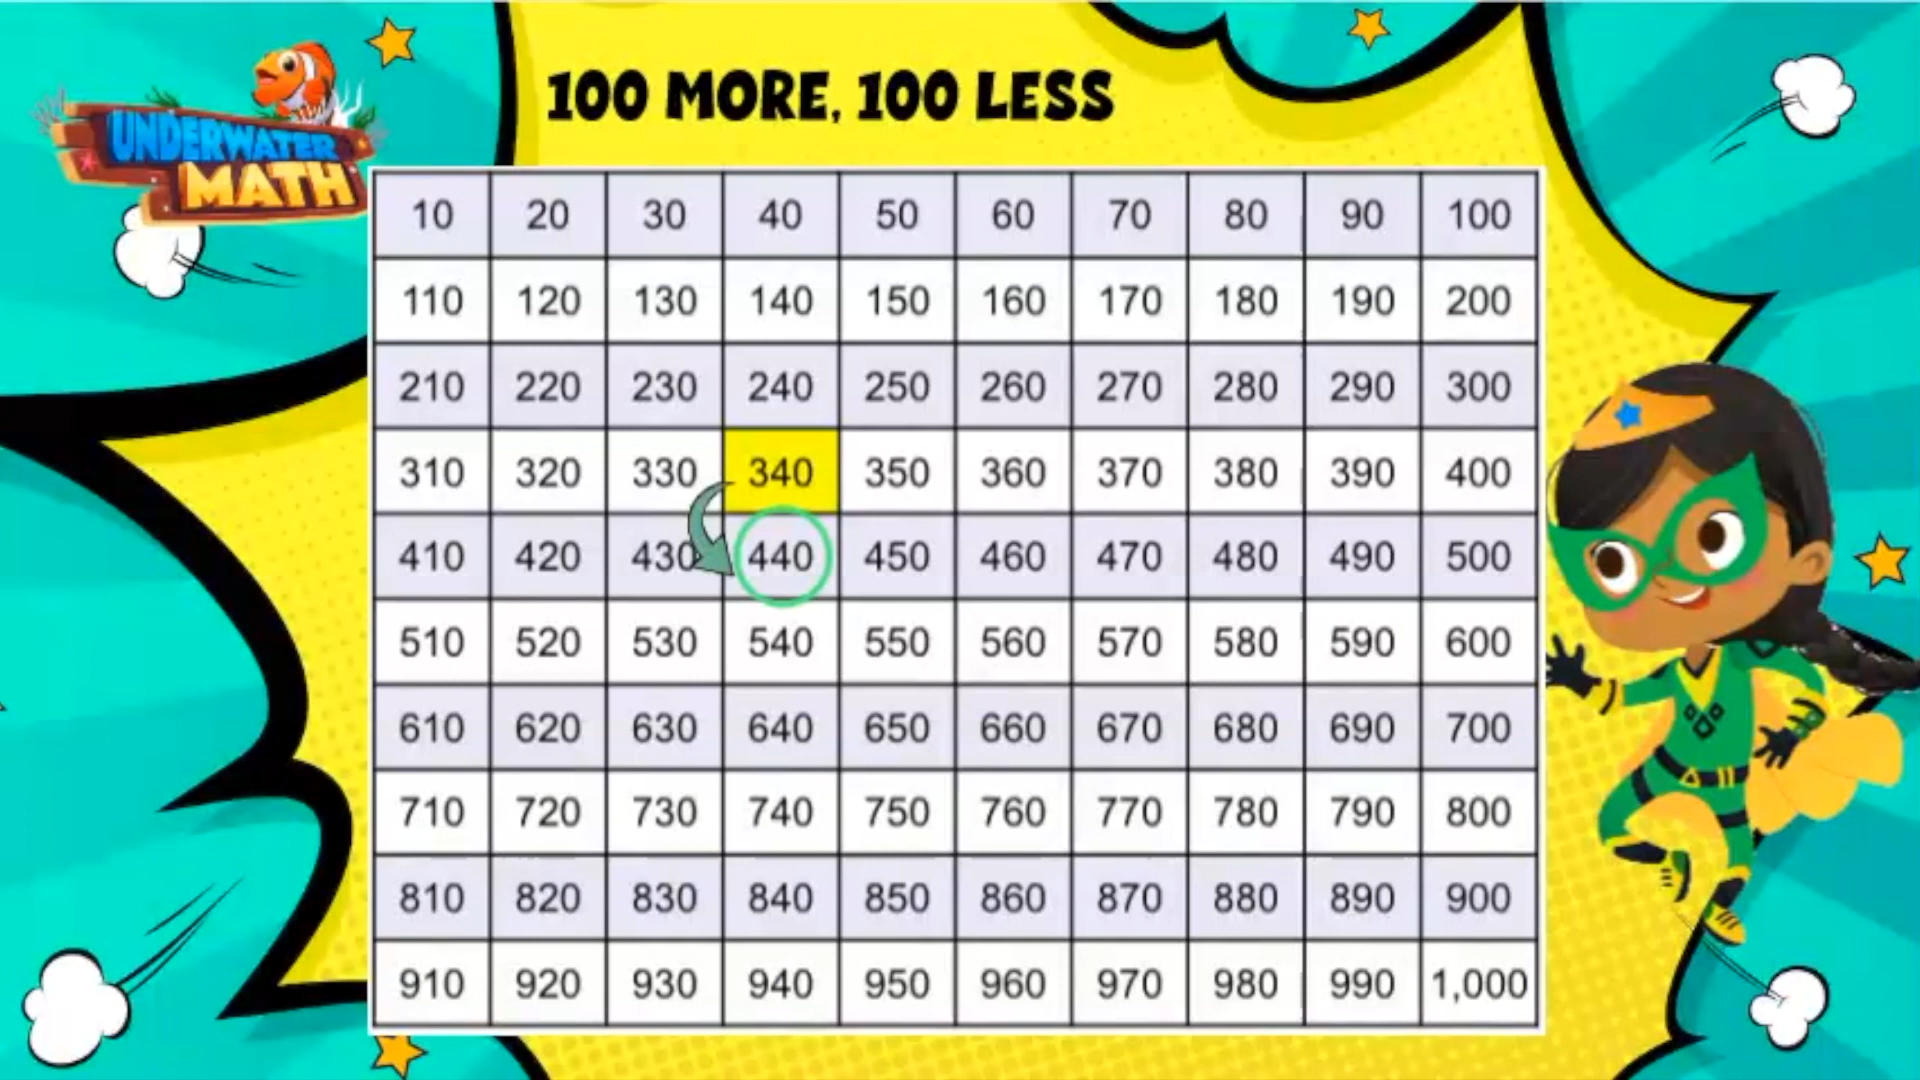 UNDERWATER
MATH
100 MORE, 100 LESS
10 20 30 40 50 60 70 80 90 100
110 120 130 140 150 160 170 180 190 200
210 220 230 240 250 260 270 280 290 300
310 320 330 340 350 360 370 380 390 400
410 420 430 440 450 460 470 480 490 500
510 520 530 540 550 560 570 580 590 600
610 620 630 640 650 660 670 680 690 700
710 720 730 740 750 760 770 780 790 800
810 820 830 840 850 860 870 880 890 900
910 920 930 940 950 960 970 980 990 1,000